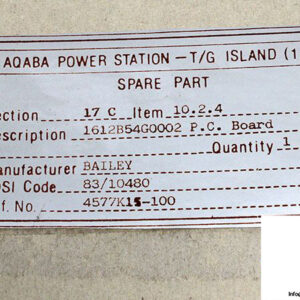 AQABA POWER STATION - T/G ISLAND (1
SPARE PART
ection 17 C Item 10.2.4
escription 1612B54G0002 P.C. Board
Quantity 1
anufacturer BAILEY
OSI Code 83/10480
f. No. 4577K15-100